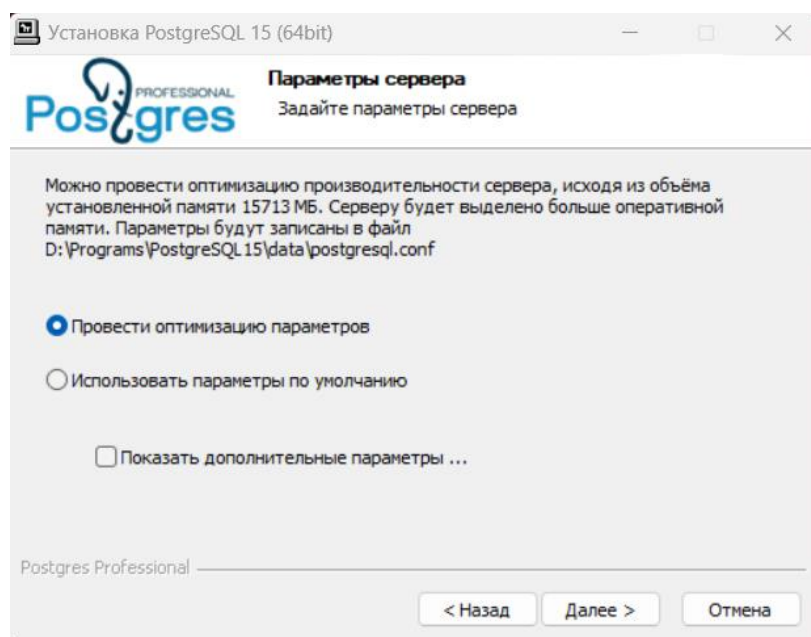 Установка PostgreSQL 15 (64bit)
PROFESSIONAL
Postgres
Параметры сервера
Задайте параметры сервера
Можно провести оптимизацию производительности сервера, исходя из объёма
установленной памяти 15713 МБ. Серверу будет выделено больше оперативной
памяти. Параметры будут записаны в файл
D:\Programs\PostgreSQL15\data\postgresql.conf
Провести оптимизацию параметров
Использовать параметры по умолчанию
Показать дополнительные параметры ...
Postgres Professional
< Назад Далее > Отмена